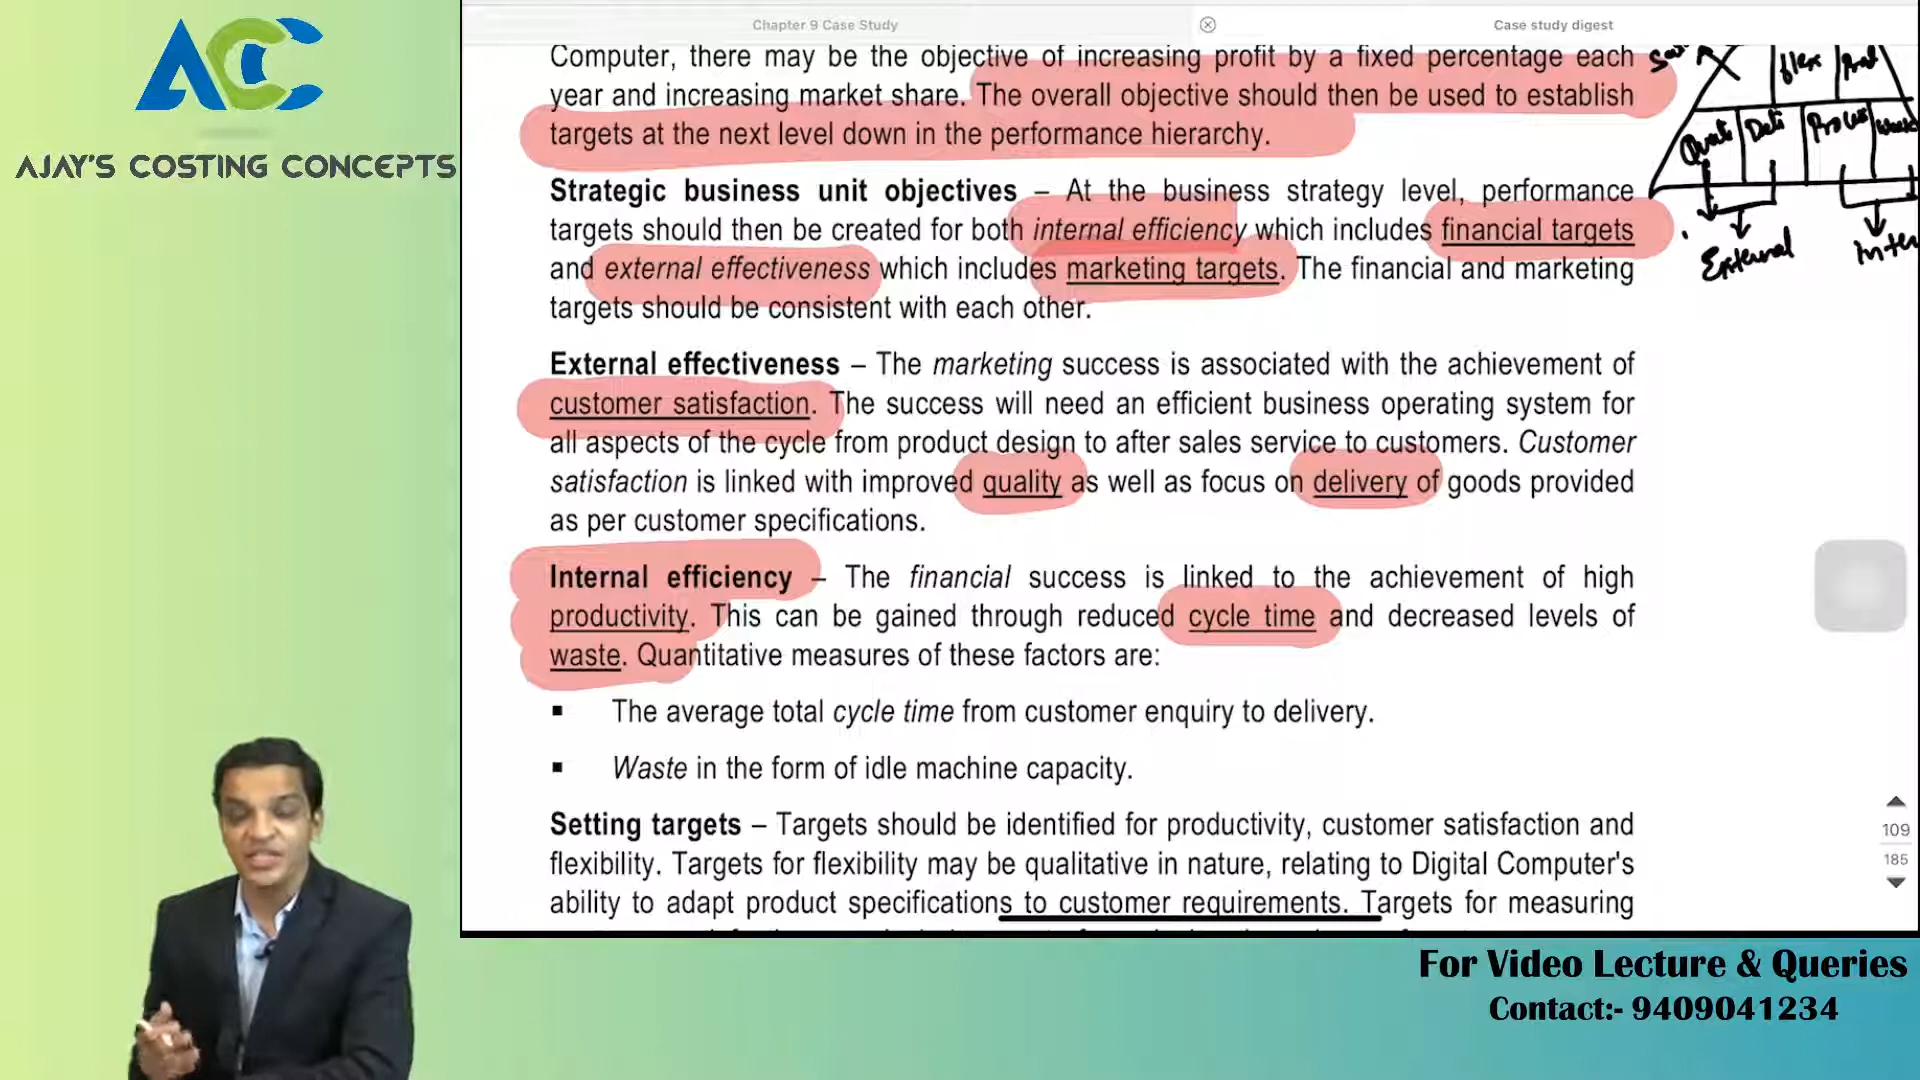 ACC
AJAY'S COSTING CONCEPTS
Chapter 9 Case Study
Case study digest
Computer, there may be the objective of increasing profit by a fixed percentage each
year and increasing market share. The overall objective should then be used to establish
targets at the next level down in the performance hierarchy.
Strategic business unit objectives – At the business strategy level, performance
targets should then be created for both internal efficiency which includes financial targets
and external effectiveness which includes marketing targets. The financial and marketing
targets should be consistent with each other.
External effectiveness – The marketing success is associated with the achievement of
customer satisfaction. The success will need an efficient business operating system for
all aspects of the cycle from product design to after sales service to customers. Customer
satisfaction is linked with improved quality as well as focus on delivery of goods provided
as per customer specifications.
Internal efficiency – The financial success is linked to the achievement of high
productivity. This can be gained through reduced cycle time and decreased levels of
waste. Quantitative measures of these factors are:
▪ The average total cycle time from customer enquiry to delivery.
▪ Waste in the form of idle machine capacity.
Setting targets – Targets should be identified for productivity, customer satisfaction and
flexibility. Targets for flexibility may be qualitative in nature, relating to Digital Computer's
ability to adapt product specifications to customer requirements. Targets for measuring
External
109
185
For Video Lecture & Queries
Contact:- 9409041234